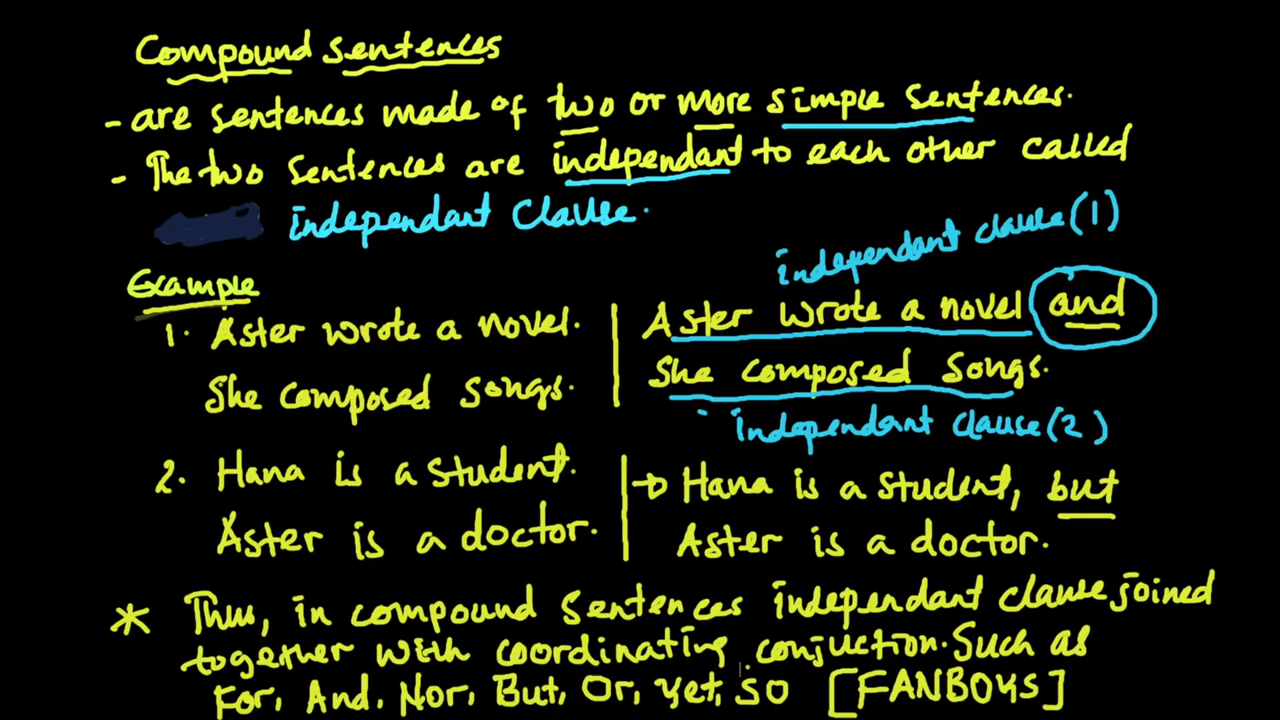 Compound sentences
- are sentences made of two or more simple sentences.
- The two sentences are independant to each other called
independant Clause.
independant clause (1)
Example
1. Aster wrote a novel.
She composed songs.
Aster wrote a novel and
She composed songs.
independant clause (2)
2. Hana is a student.
Aster is a doctor.
→ Hana is a student, but
Aster is a doctor.
* Thus, in compound sentences independant clause joined
together with coordinating conjuction. Such as
For, And, Nor, But, Or, Yet, So [FANBOYS]